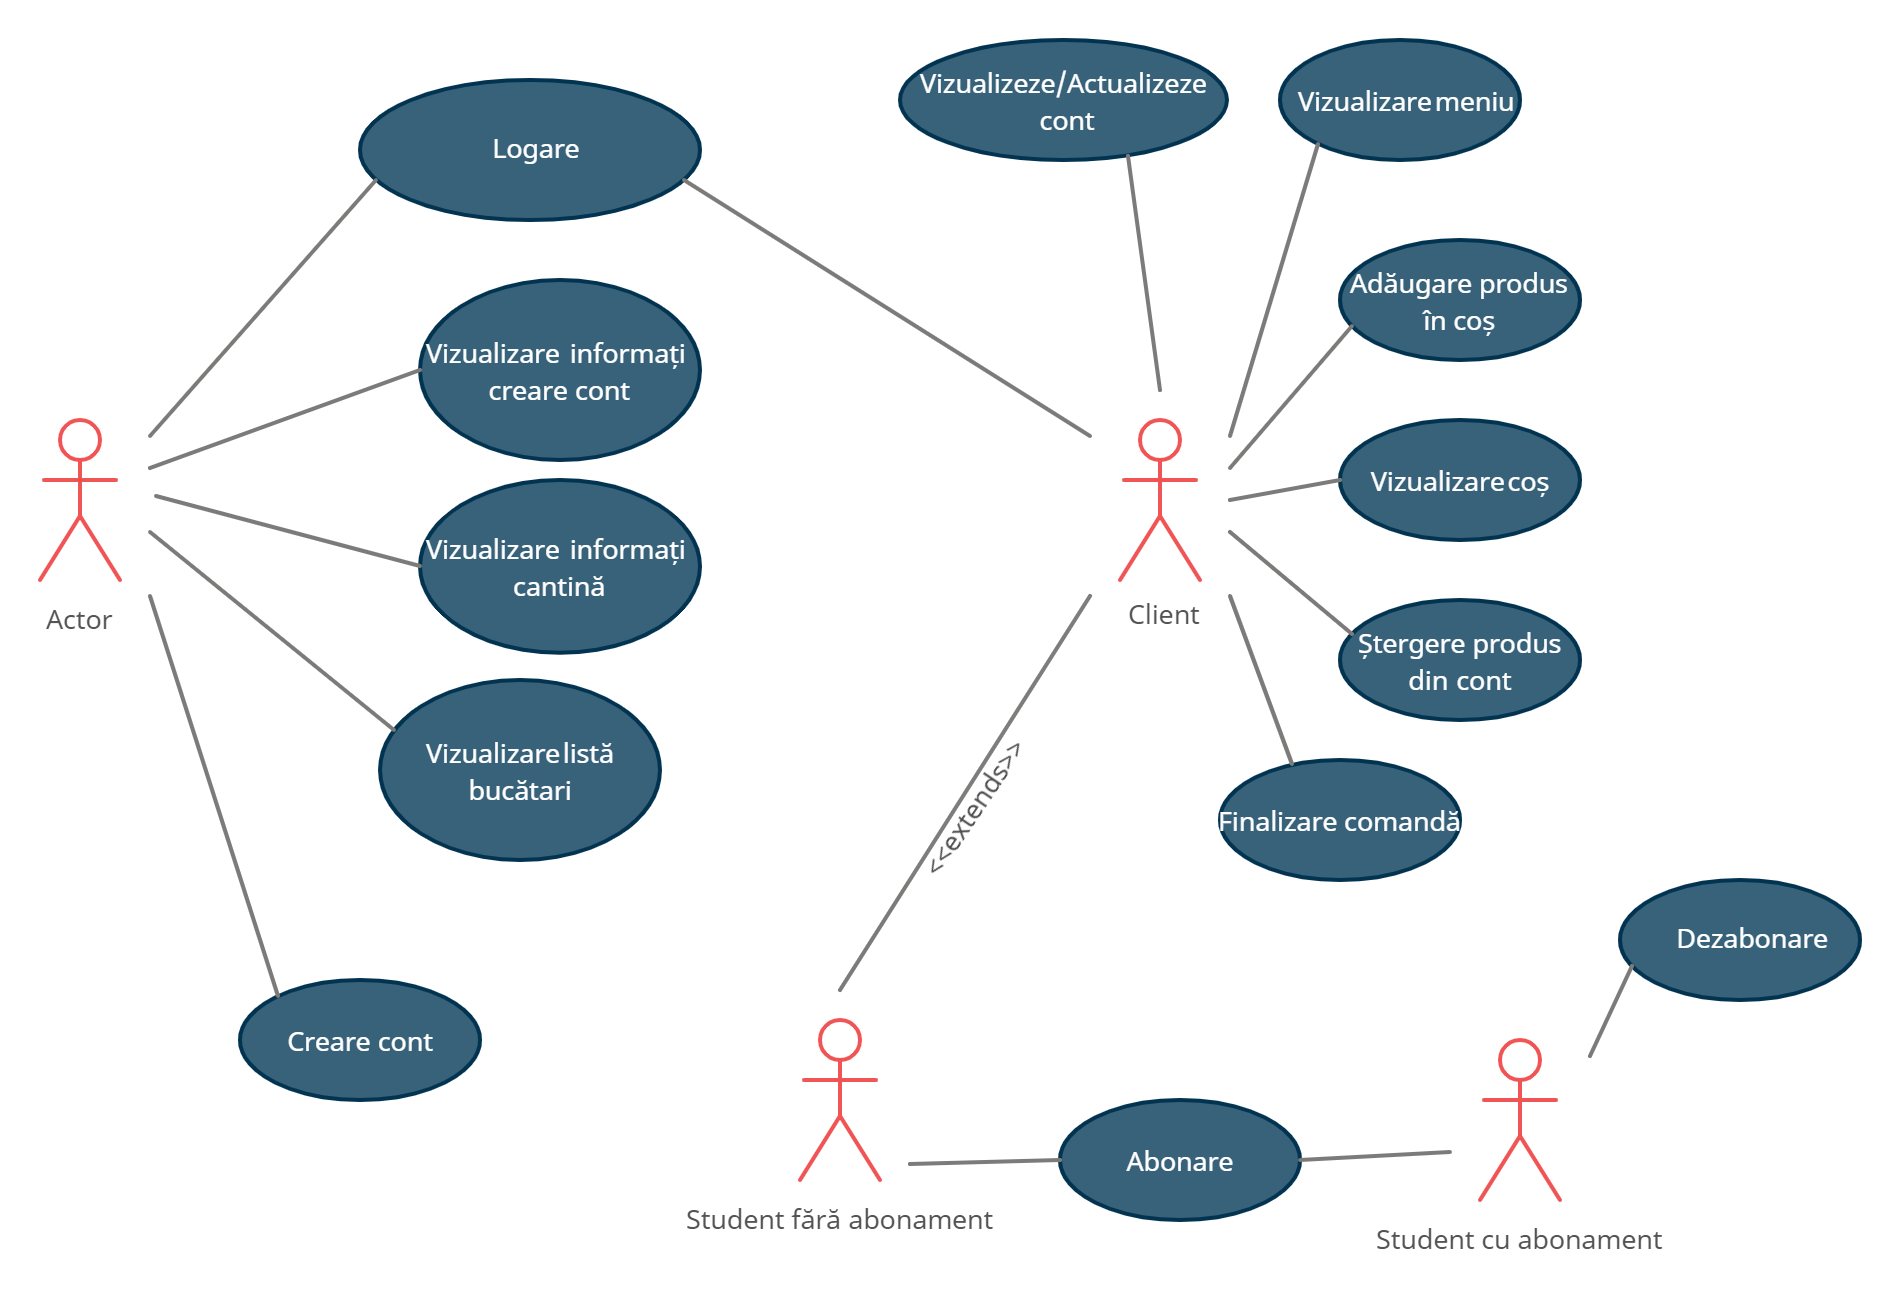 Logare
Vizualizeze/Actualizeze
cont
Vizualizare meniu
Adăugare produs
în coș
Vizualizare informați
creare cont
Vizualizare coș
Vizualizare informați
cantină
Actor
Client
Ștergere produs
din cont
Vizualizare listă
bucătari
<<extends>>
Finalizare comandă
Dezabonare
Creare cont
Abonare
Student fără abonament
Student cu abonament